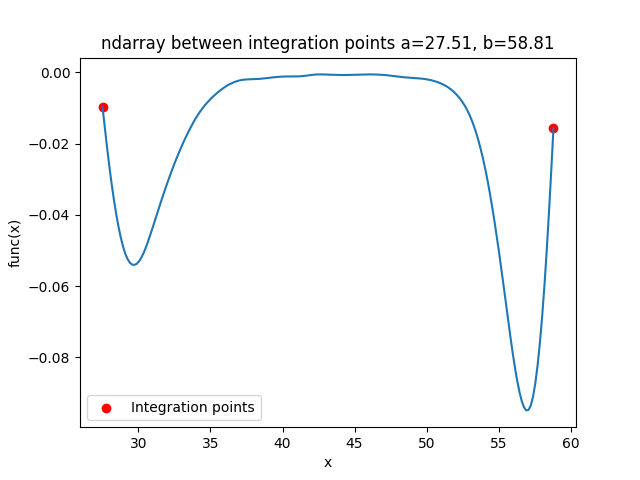 ndarray between integration points a=27.51, b=58.81
0.00
−0.02
−0.04
−0.06
−0.08
func(x)
Integration points
30 35 40 45 50 55 60
x